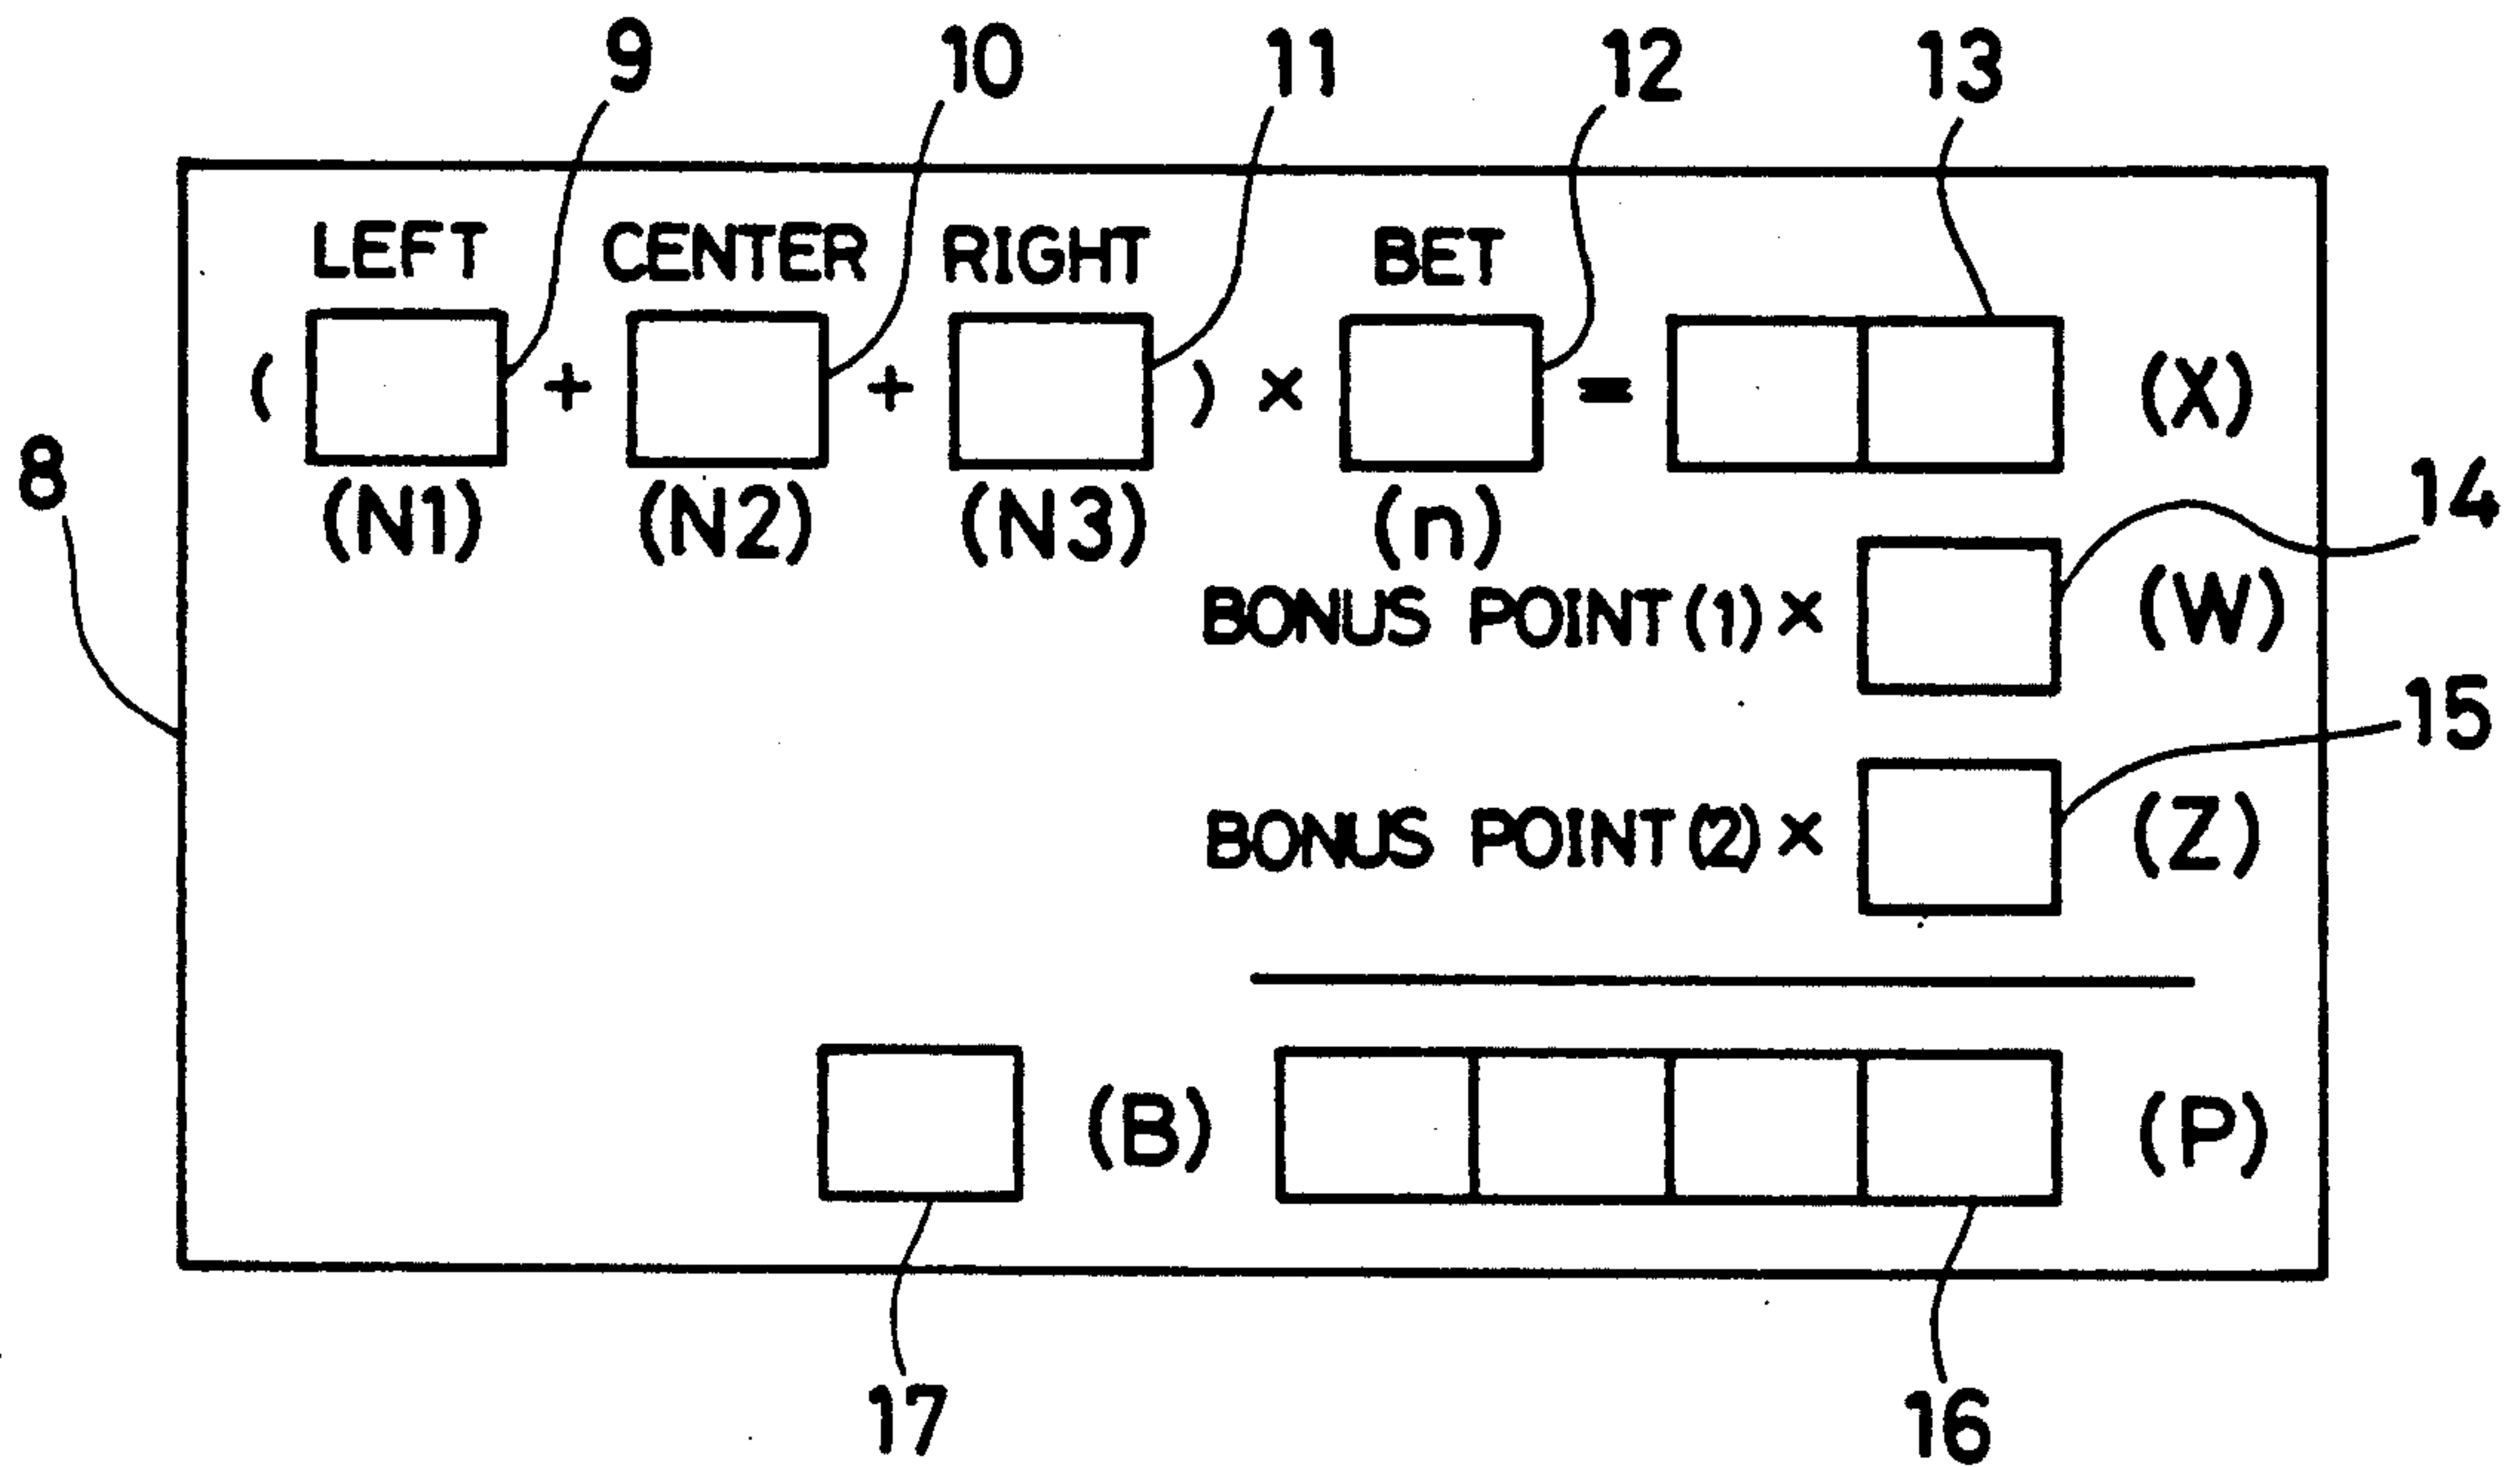 9 10 11 12 13
LEFT CENTER RIGHT BET
( + + ) × = (X)
8 (N1) (N2) (N3) (n) 14
BONUS POINT (1) × (W)
15
BONUS POINT (2) × (Z)
(B) (P)
17 16